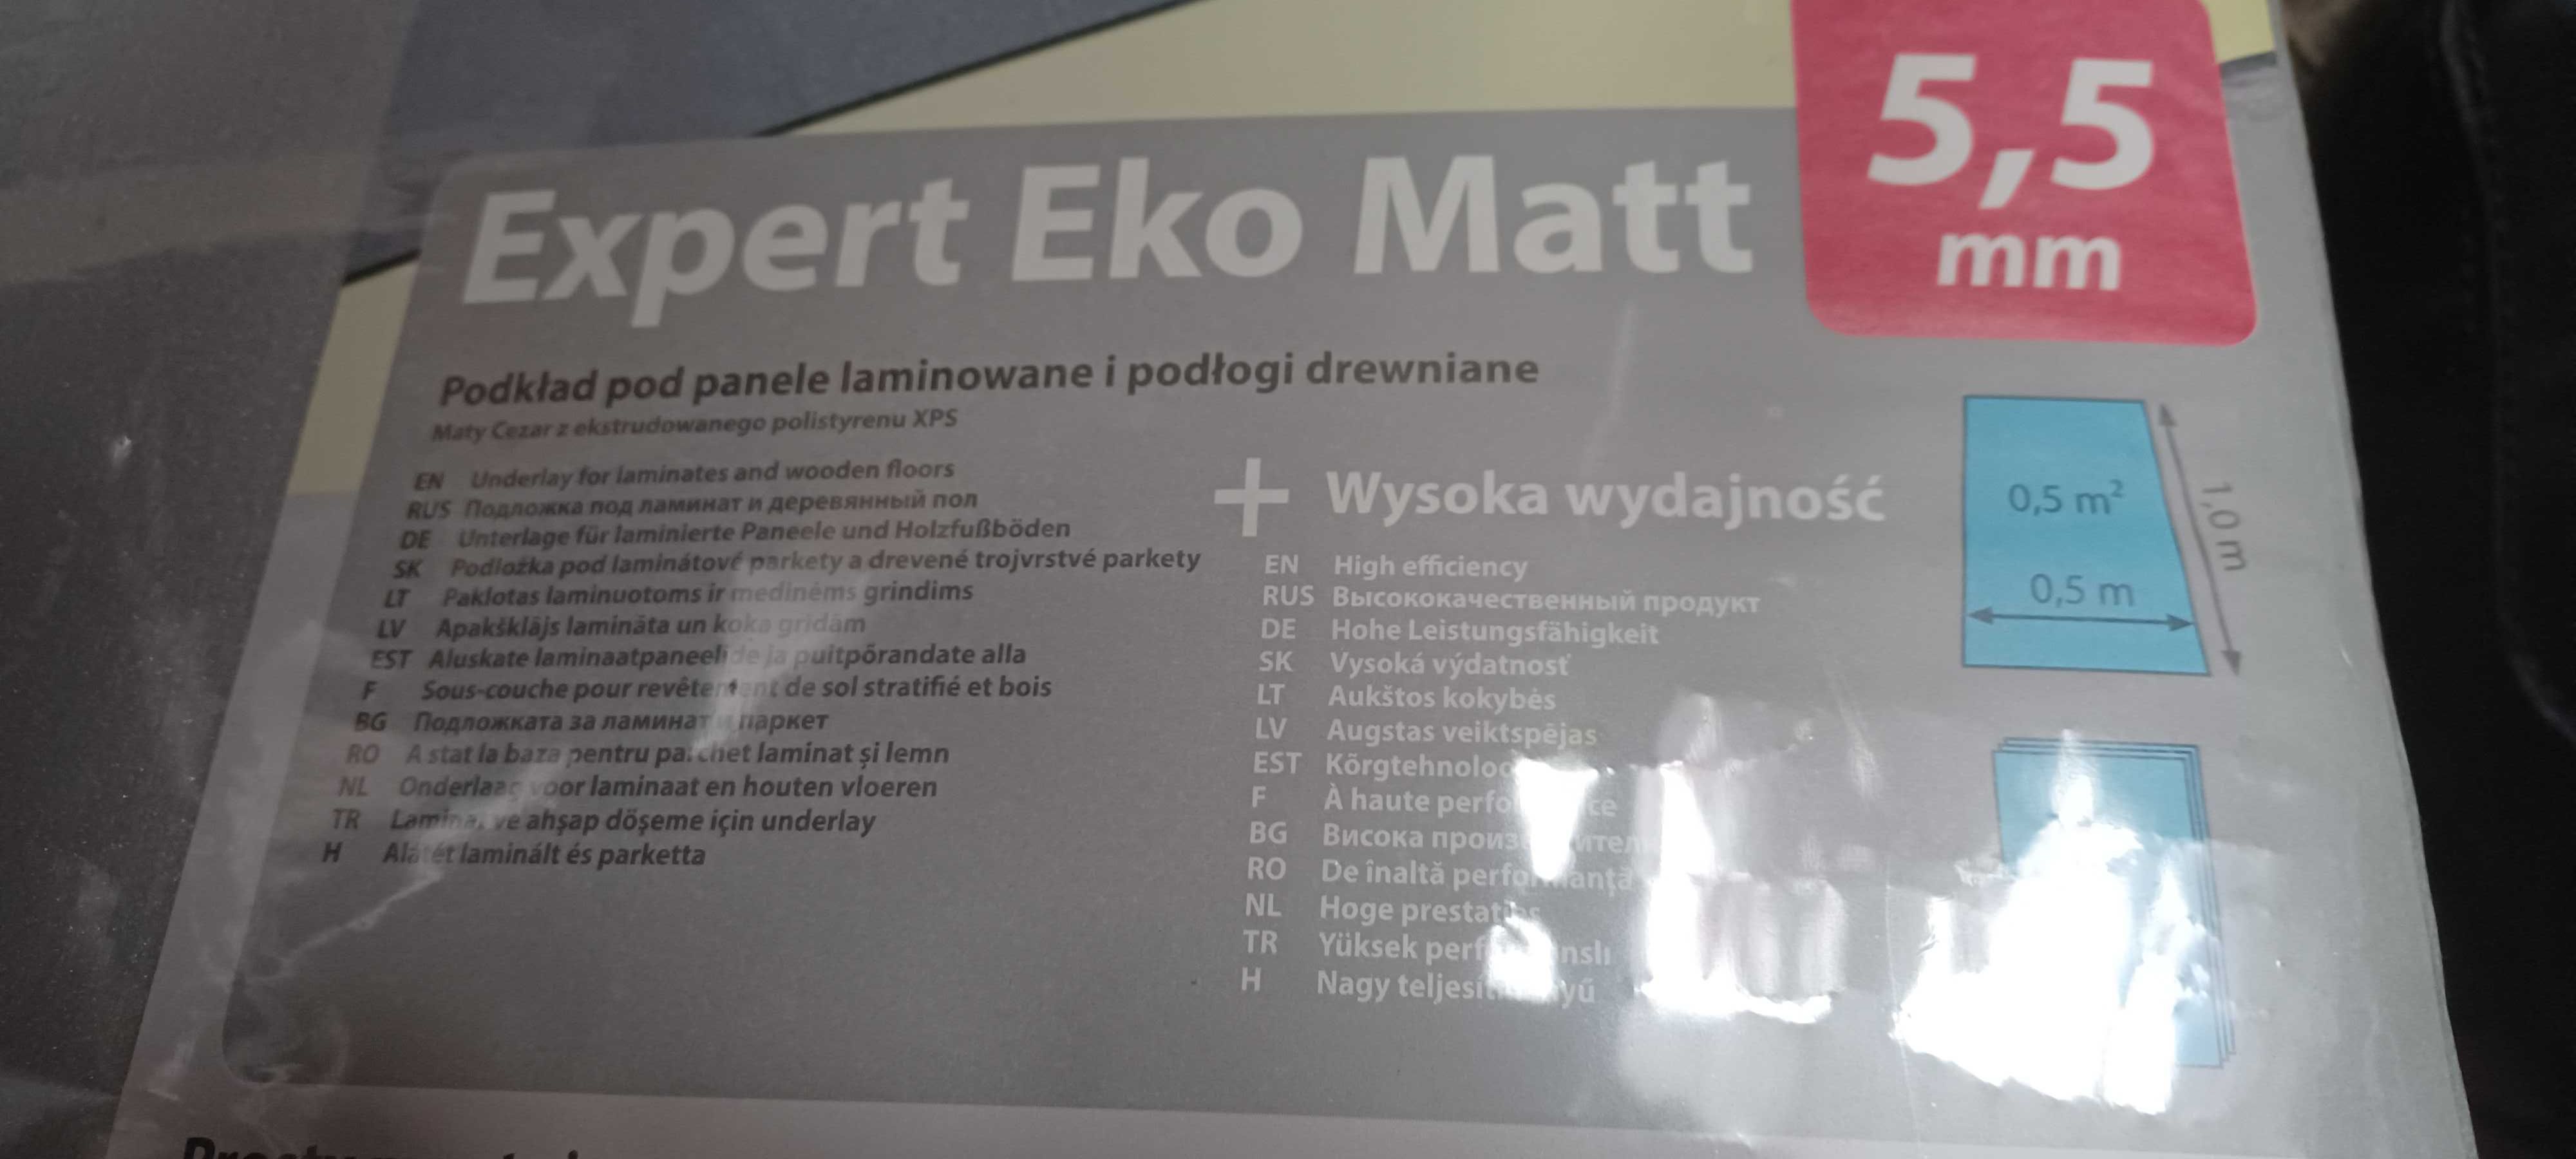 Expert Eko Matt
5,5
mm
Podkład pod panele laminowane i podłogi drewniane
Maty Cezar z ekstrudowanego polistyrenu XPS
EN Underlay for laminates and wooden floors
RUS Подложка под ламинат и деревянный пол
DE Unterlage für laminierte Paneele und Holzfußböden
SK Podložka pod laminátové parkety a drevené trojvrstvé parkety
LT Paklotas laminuotoms ir medinėms grindims
LV Apakšklājs lamināta un koka grīdām
EST Aluskate laminaatpaneelide ja puitpõrandate alla
F Sous-couche pour de sol stratifié et bois
BG Подложката за ламинат и паркет
RO A stat la baza pentru parchet laminat și lemn
NL Onderlaag voor laminaat en houten vloeren
TR ve ahşap döşeme için underlay
H Alátét laminált és parketta
+ Wysoka wydajność
EN High efficiency
RUS Высококачественный продукт
DE Hohe Leistungsfähigkeit
SK Vysoká výdatnosť
LT Aukštos kokybės
LV Augstas veiktspējas
EST
F À haute
BG Висока
RO De înaltă performanță
NL Hoge prestaties
TR Yüksek
H Nagy
0,5 m²
0,5 m
1,0 m